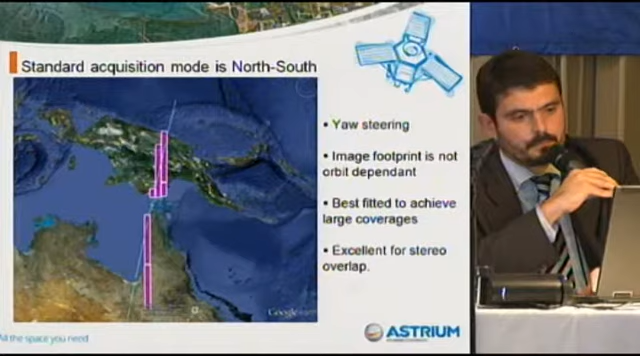 Standard acquisition mode is North-South
• Yaw steering
• Image footprint is not
orbit dependant
• Best fitted to achieve
large coverages
• Excellent for stereo
overlap.
Google
All the space you need
ASTRIUM